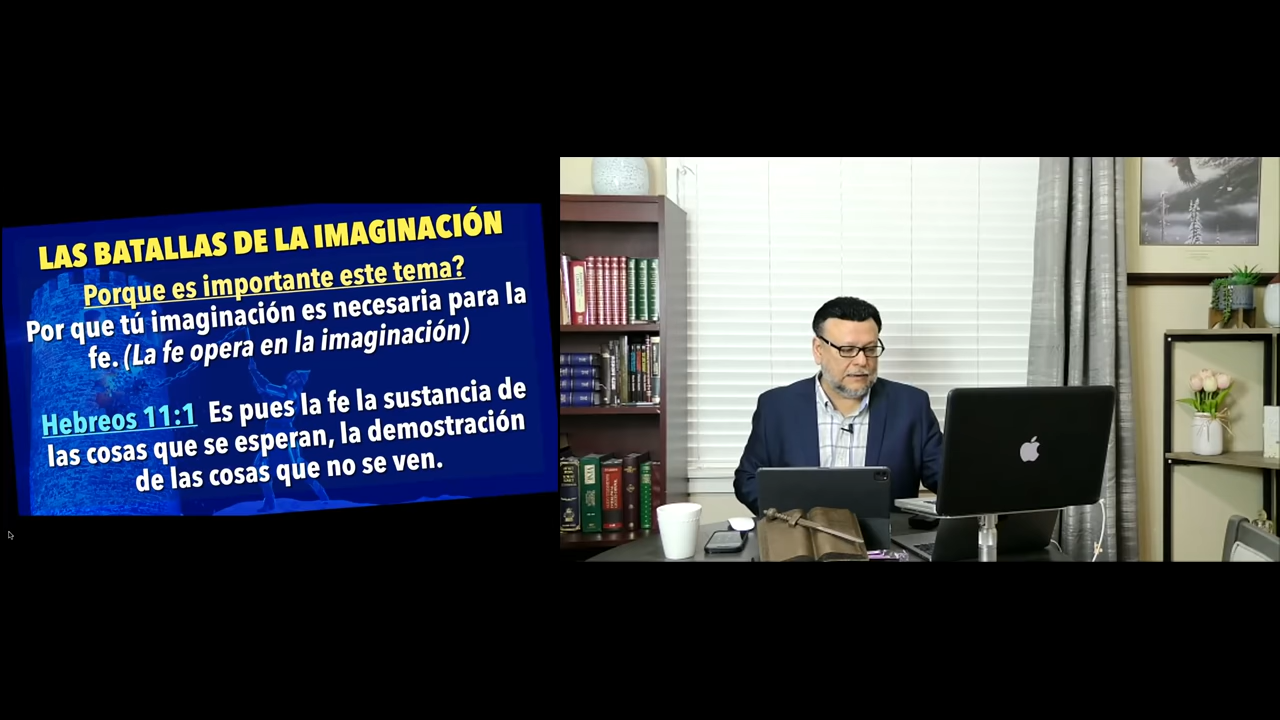 LAS BATALLAS DE LA IMAGINACIÓN
Porque es importante este tema?
Por que tú imaginación es necesaria para la
fe. (La fe opera en la imaginación)
Hebreos 11:1 Es pues la fe la sustancia de
las cosas que se esperan, la demostración
de las cosas que no se ven.